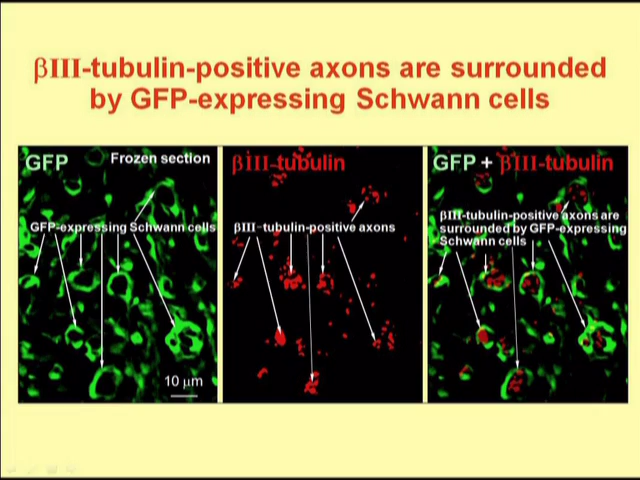 βIII-tubulin-positive axons are surrounded
by GFP-expressing Schwann cells
GFP
Frozen section
GFP-expressing Schwann cells
10 μm
βIII-tubulin
βIII-tubulin-positive axons
GFP + βIII-tubulin
βIII-tubulin-positive axons are
surrounded by GFP-expressing
Schwann cells